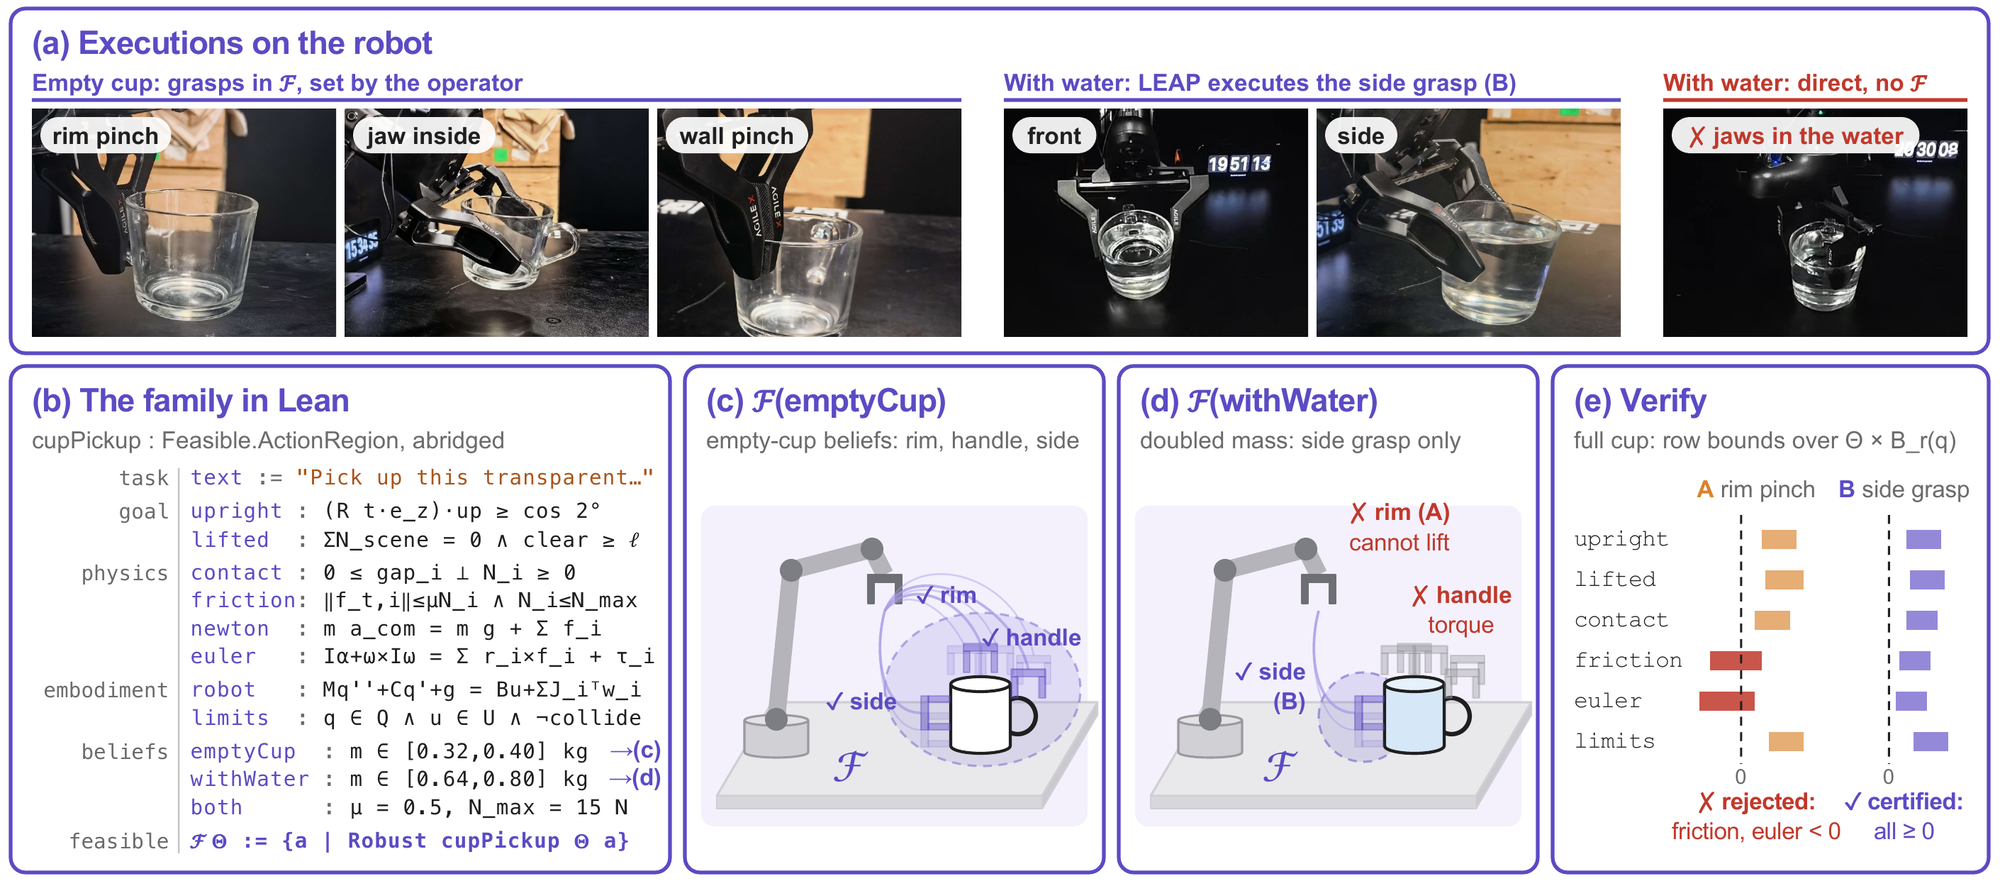 (a) Executions on the robot
Empty cup: grasps in ℱ, set by the operator
With water: LEAP executes the side grasp (B)
With water: direct, no ℱ
rim pinch
jaw inside
wall pinch
front
side
✗ jaws in the water
AGILE X
AGILE X
AGILE X
19 51 14
30 08
(b) The family in Lean
cupPickup : Feasible.ActionRegion, abridged
task text := "Pick up this transparent…"
goal upright : (R t·e_z)·up ≥ cos 2°
lifted : ΣN_scene = 0 ∧ clear ≥ ℓ
physics contact : 0 ≤ gap_i ⊥ N_i ≥ 0
friction: ‖f_t,i‖≤μN_i ∧ N_i≤N_max
newton : m a_com = m g + Σ f_i
euler : Iα+ω×Iω = Σ r_i×f_i + τ_i
embodiment robot : Mq''+Cq'+g = Bu+ΣJ_iᵀw_i
limits : q ∈ Q ∧ u ∈ U ∧ ¬collide
beliefs emptyCup : m ∈ [0.32,0.40] kg →(c)
withWater : m ∈ [0.64,0.80] kg →(d)
both : μ = 0.5, N_max = 15 N
feasible ℱ Θ := {a | Robust cupPickup Θ a}
(c) ℱ(emptyCup)
empty-cup beliefs: rim, handle, side
✓ rim
✓ handle
✓ side
ℱ
(d) ℱ(withWater)
doubled mass: side grasp only
✗ rim (A)
cannot lift
✗ handle
torque
✓ side
(B)
ℱ
(e) Verify
full cup: row bounds over Θ × B_r(q)
A rim pinch B side grasp
upright
lifted
contact
friction
euler
limits
0 0
✗ rejected: ✓ certified:
friction, euler < 0 all ≥ 0